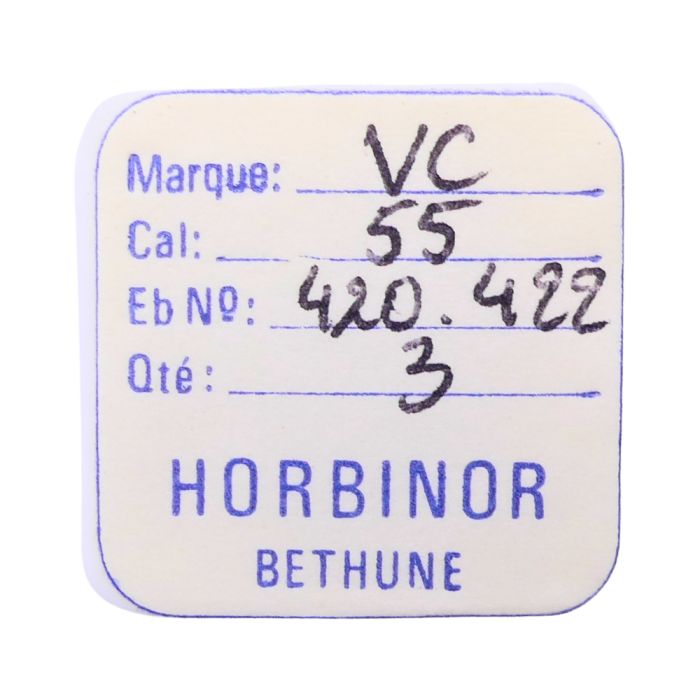 Marque: VC
Cal: 55
Eb Nº: 420.422
Qté: 3
HORBINOR
BETHUNE